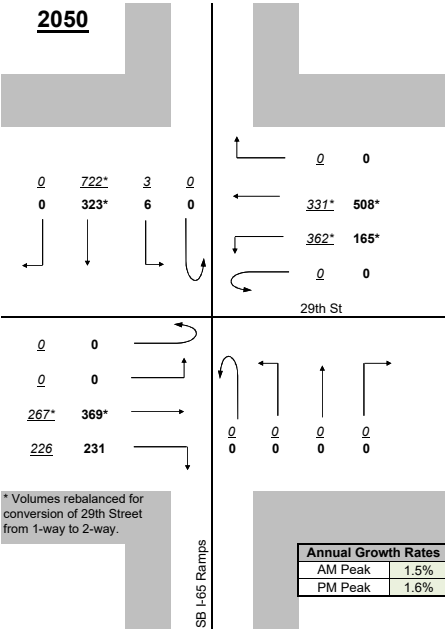 2050
0 0
0 722* 3 0
0 323* 6 0
331* 508*
362* 165*
0 0
29th St
0 0
0 0
267* 369*
226 231
0 0 0 0
0 0 0 0
* Volumes rebalanced for
conversion of 29th Street
from 1-way to 2-way.
SB I-65 Ramps
Annual Growth Rates
AM Peak 1.5%
PM Peak 1.6%